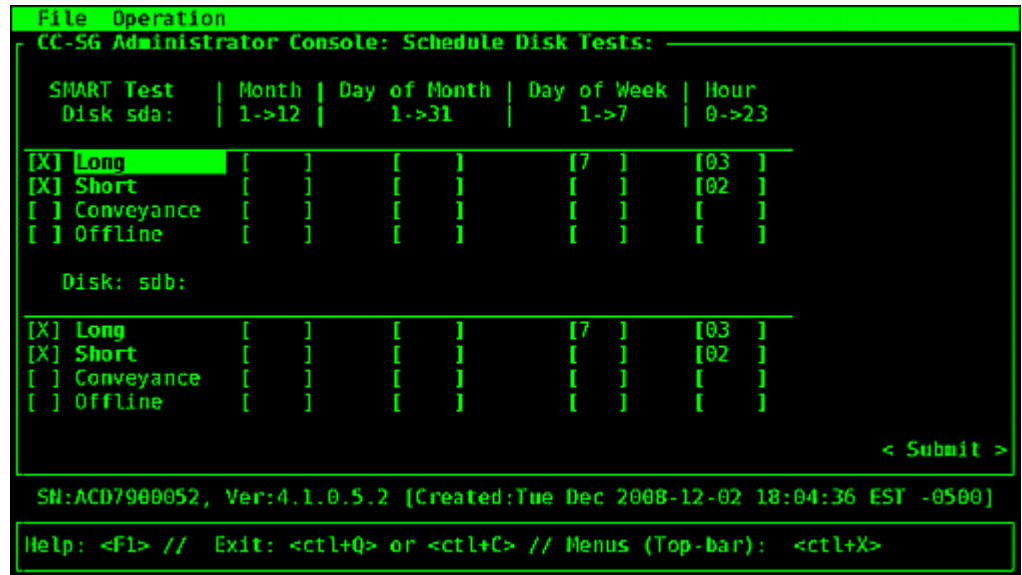 File Operation
CC-SG Administrator Console: Schedule Disk Tests:
SMART Test | Month | Day of Month | Day of Week | Hour
Disk sda: | 1->12 | 1->31 | 1->7 | 0->23
[X] Long [ ] [ ] [7 ] [03 ]
[X] Short [ ] [ ] [ ] [02 ]
[ ] Conveyance [ ] [ ] [ ] [ ]
[ ] Offline [ ] [ ] [ ] [ ]
Disk: sdb:
[X] Long [ ] [ ] [7 ] [03 ]
[X] Short [ ] [ ] [ ] [02 ]
[ ] Conveyance [ ] [ ] [ ] [ ]
[ ] Offline [ ] [ ] [ ] [ ]
< Submit >
SN:ACD7900052, Ver:4.1.0.5.2 [Created:Tue Dec 2008-12-02 18:04:36 EST -0500]
Help: <F1> // Exit: <ctl+Q> or <ctl+C> // Menus (Top-bar): <ctl+X>